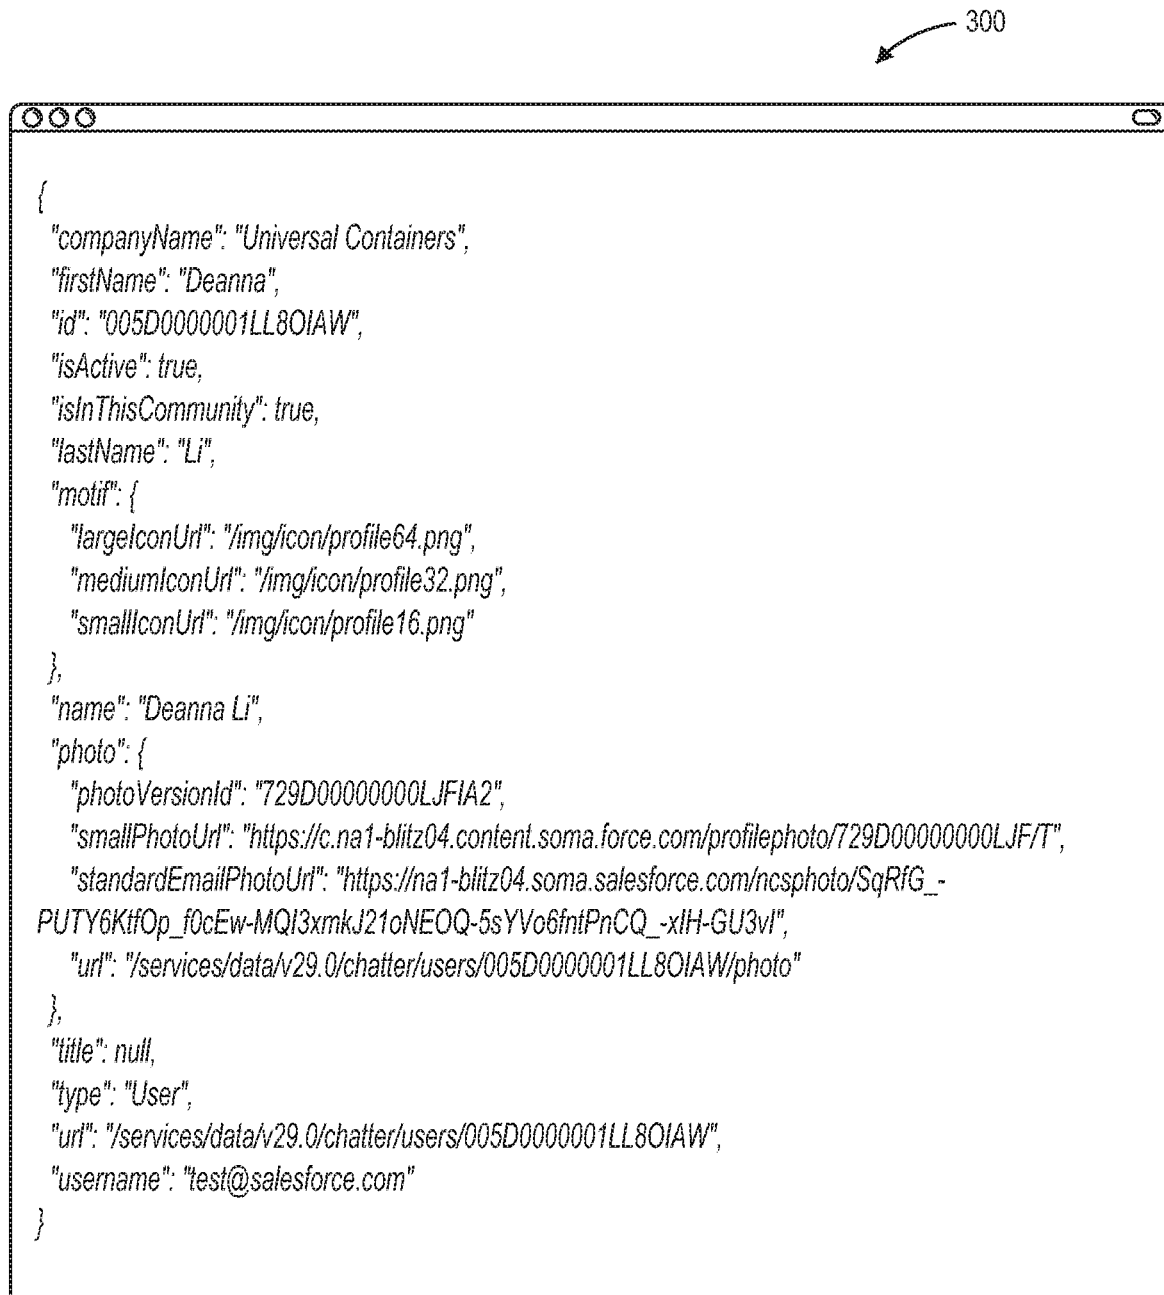 300
{
"companyName": "Universal Containers",
"firstName": "Deanna",
"id": "005D0000001LL8OIAW",
"isActive": true,
"isInThisCommunity": true,
"lastName": "Li",
"motif": {
"largeIconUrl": "/img/icon/profile64.png",
"mediumIconUrl": "/img/icon/profile32.png",
"smallIconUrl": "/img/icon/profile16.png"
},
"name": "Deanna Li",
"photo": {
"photoVersionId": "729D00000000LJFIA2",
"smallPhotoUrl": "https://c.na1-blitz04.content.soma.force.com/profilephoto/729D00000000LJF/T",
"standardEmailPhotoUrl": "https://na1-blitz04.soma.salesforce.com/ncsphoto/SqRfG_-
PUTY6KtfOp_f0cEw-MQI3xmkJ21oNEOQ-5sYVo6fntPnCQ_-xIH-GU3vI",
"url": "/services/data/v29.0/chatter/users/005D0000001LL8OIAW/photo"
},
"title": null,
"type": "User",
"url": "/services/data/v29.0/chatter/users/005D0000001LL8OIAW",
"username": "test@salesforce.com"
}